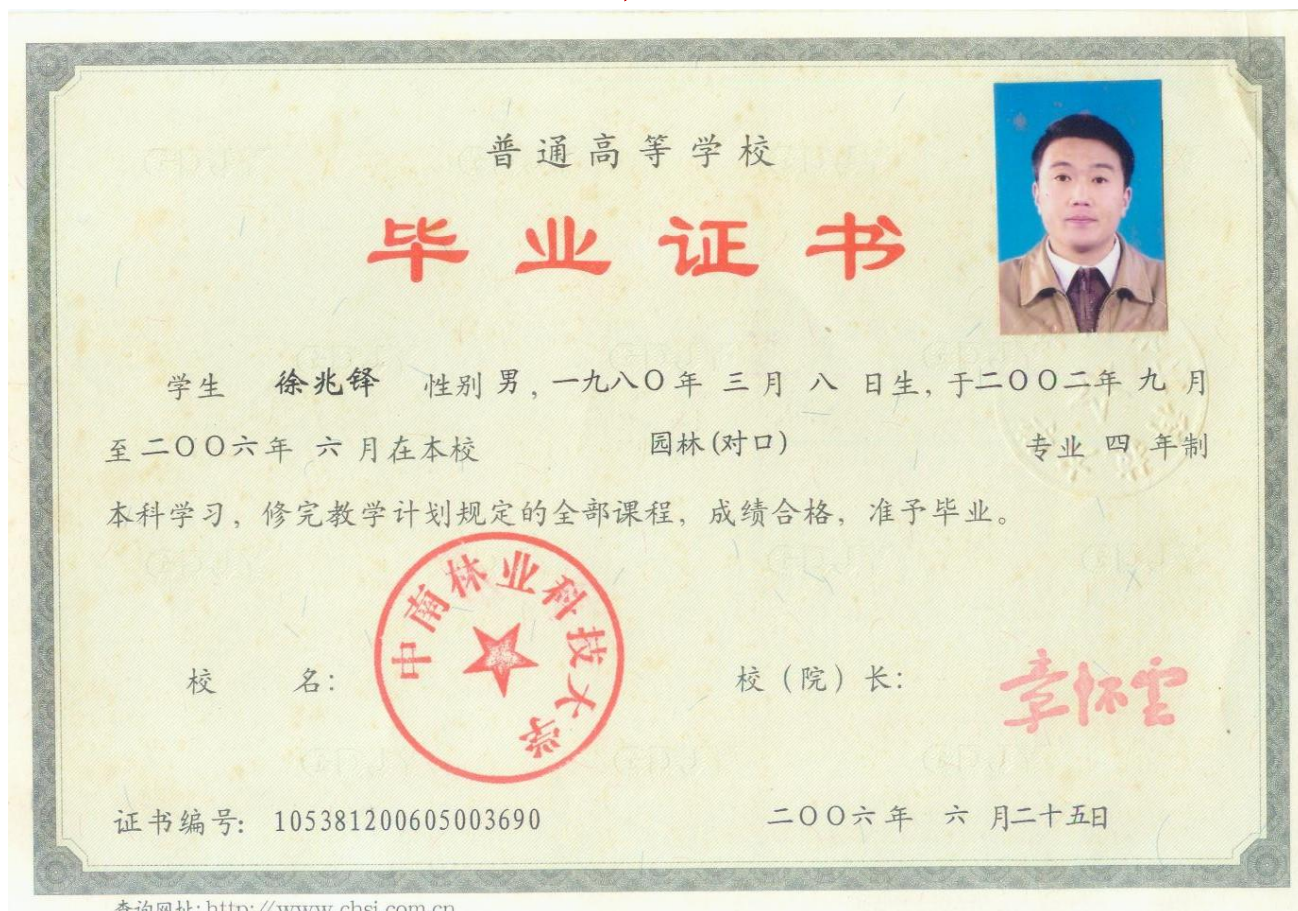 普通高等学校
毕业证书
学生 徐兆铎 性别 男，一九八〇年 三月 八 日生，于二〇〇二年 九 月
至二〇〇六年 六 月在本校 园林(对口) 专业 四 年制
本科学习，修完教学计划规定的全部课程，成绩合格，准予毕业。
中南林业科技大学
校 名： 校（院）长： 章怀云
证书编号：105381200605003690 二〇〇六年 六 月二十五日
查询网址:http://www.chsi.com.cn